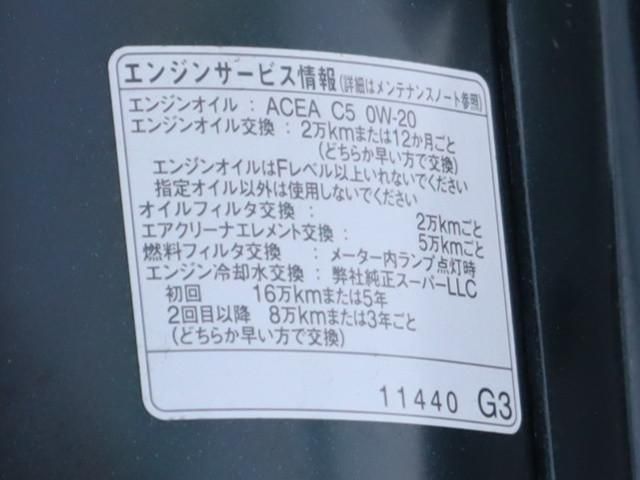 エンジンサービス情報(詳細はメンテナンスノート参照)
エンジンオイル : ACEA C5 0W-20
エンジンオイル交換 : 2万kmまたは12か月ごと
(どちらか早い方で交換)
エンジンオイルはFレベル以上いれないでください
指定オイル以外は使用しないでください
オイルフィルタ交換 : 2万kmごと
エアクリーナエレメント交換 : 5万kmごと
燃料フィルタ交換 : メーター内ランプ点灯時
エンジン冷却水交換 : 弊社純正スーパーLLC
初回 16万kmまたは5年
2回目以降 8万kmまたは3年ごと
(どちらか早い方で交換)
11440 G3